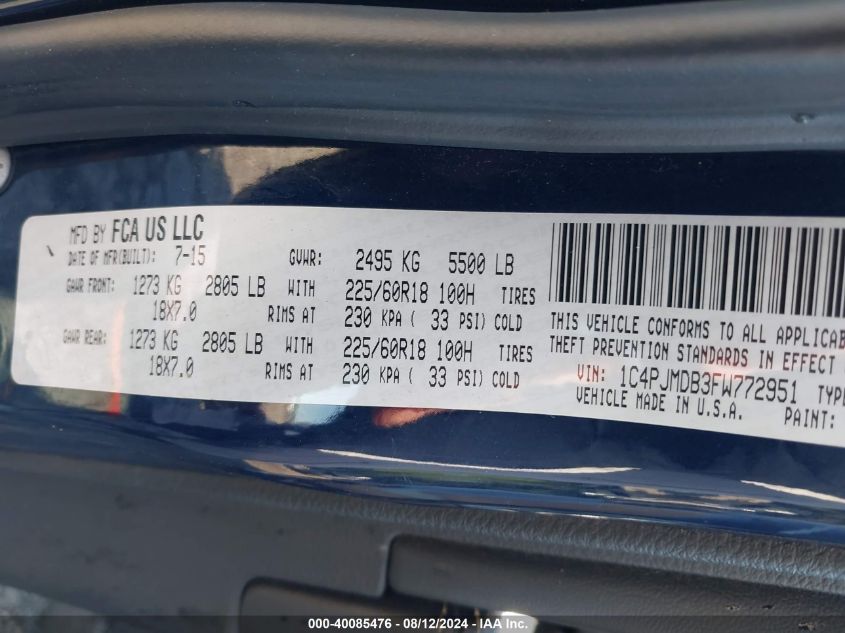 MFD BY FCA US LLC
DATE OF MFR(BUILT): 7-15 GVWR: 2495 KG 5500 LB
GAWR FRONT: 1273 KG 2805 LB WITH 225/60R18 100H TIRES
18X7.0 RIMS AT 230 KPA ( 33 PSI) COLD
GAWR REAR: 1273 KG 2805 LB WITH 225/60R18 100H TIRES
18X7.0 RIMS AT 230 KPA ( 33 PSI) COLD
THIS VEHICLE CONFORMS TO ALL APPLICAB
THEFT PREVENTION STANDARDS IN EFFECT
VIN: 1C4PJMDB3FW772951 TYPE
VEHICLE MADE IN U.S.A. PAINT:
000-40085476 - 08/12/2024 - IAA Inc.